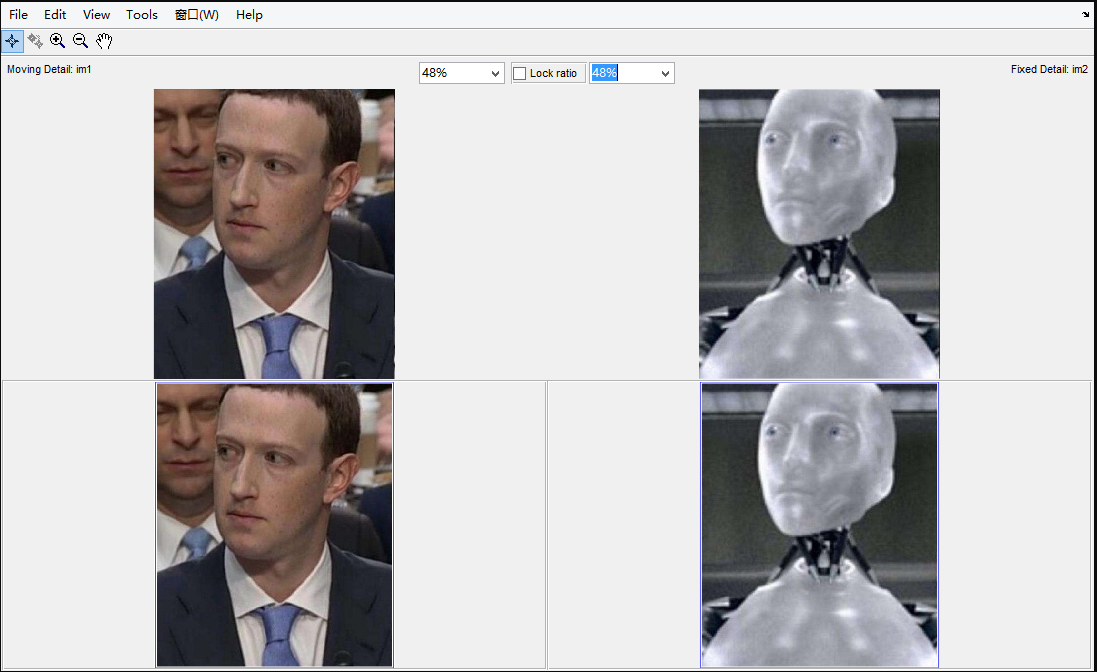 File Edit View Tools 窗口(W) Help
Moving Detail: im1 48% Lock ratio 48% Fixed Detail: im2